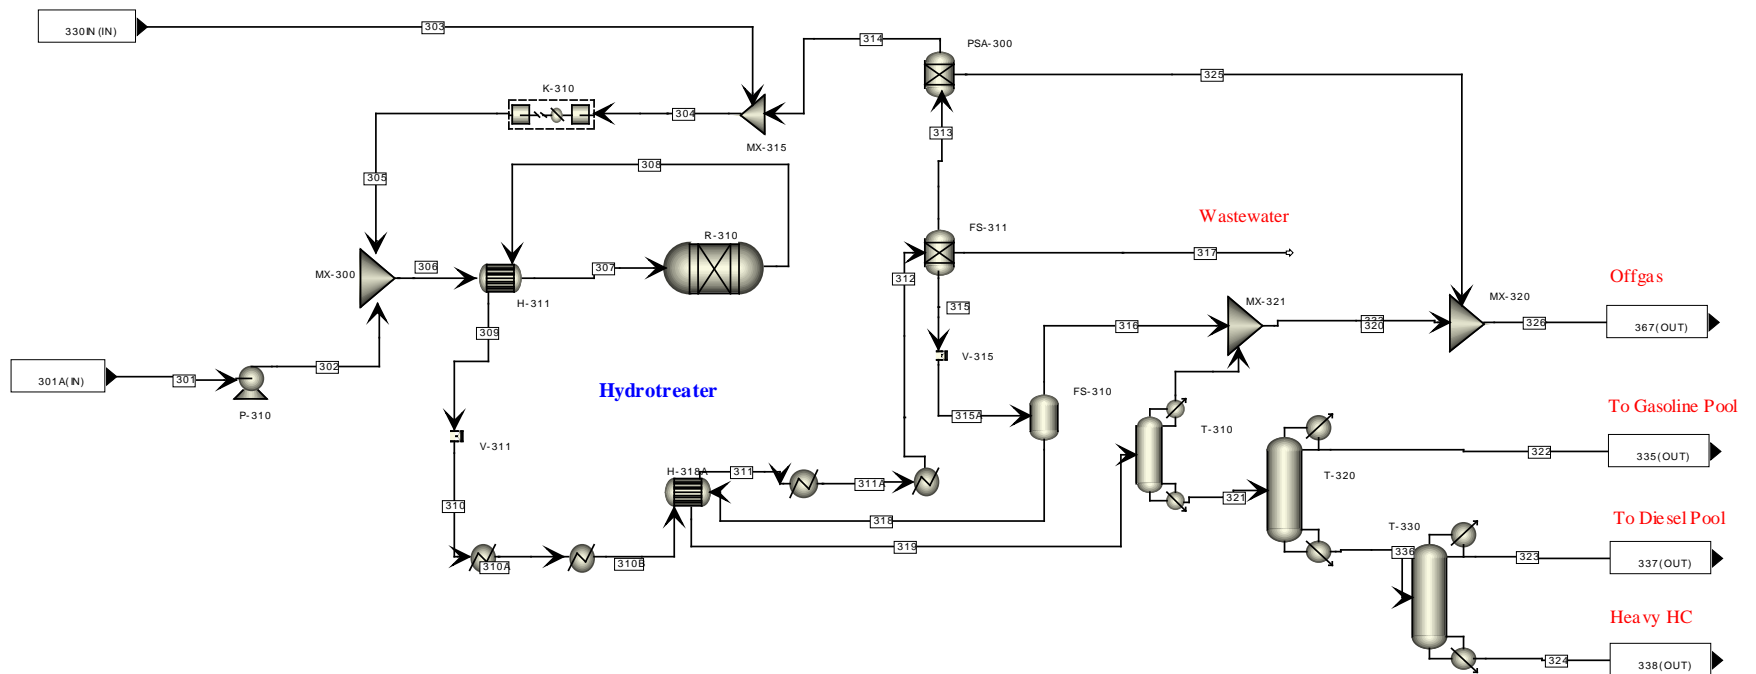 330IN(IN)
303
314
PSA-300
325
K-310
304
MX-315
313
305
308
R-310
FS-311
Wastewater
317
MX-300
306
307
H-311
312
Offgas
MX-320
MX-321
315
309
316
320
326
367(OUT)
V-315
301A(IN)
301
302
P-310
Hydrotreater
FS-310
315A
To Gasoline Pool
T-310
V-311
322
335(OUT)
H-318A
311
311A
T-320
321
310
318
To Diesel Pool
T-330
319
336
323
337(OUT)
310A
310B
Heavy HC
324
338(OUT)